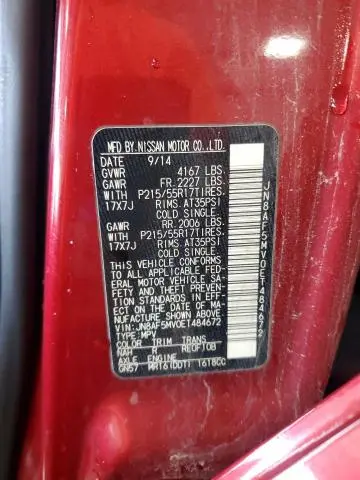 MFD BY NISSAN MOTOR CO.,LTD.
DATE 9/14
GVWR 4167 LBS.
GAWR FR. 2227 LBS.
WITH P215/55R17TIRES.
17X7J RIMS. AT35PSI
COLD SINGLE.
GAWR RR. 2006 LBS.
WITH P215/55R17TIRES.
17X7J RIMS. AT35PSI
COLD SINGLE.
THIS VEHICLE CONFORMS
TO ALL APPLICABLE FED-
ERAL MOTOR VEHICLE SA-
FETY AND THEFT PREVEN-
TION STANDARDS IN EFF-
ECT ON THE DATE OF MA-
NUFACTURE SHOWN ABOVE.
VIN:JN8AF5MV0ET484672
TYPE:MPV
COLOR TRIM TRANS
NAH R RE0F10B
AXLE ENGINE
GN57 MR16(DDT) 1618CC
JN8AF5MV0ET484672